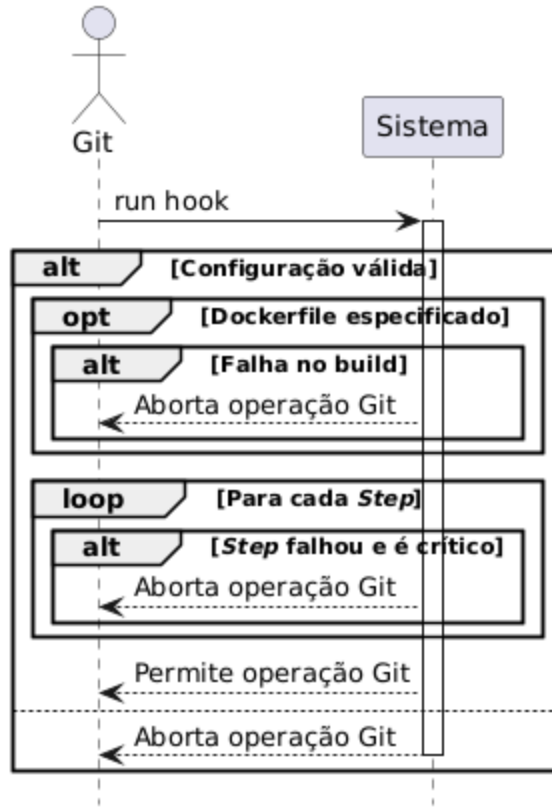 Git
Sistema
run hook
alt [Configuração válida]
opt [Dockerfile especificado]
alt [Falha no build]
Aborta operação Git
loop [Para cada Step]
alt [Step falhou e é crítico]
Aborta operação Git
Permite operação Git
Aborta operação Git